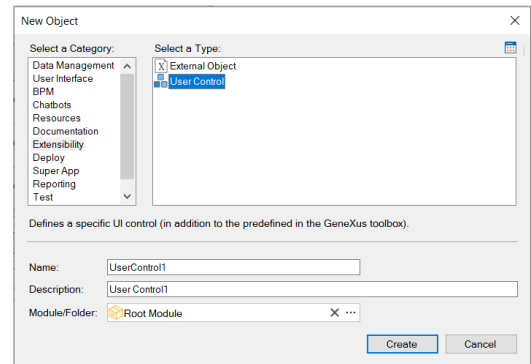 New Object
Select a Category:
Select a Type:
Data Management
User Interface
BPM
Chatbots
Resources
Documentation
Extensibility
Deploy
Super App
Reporting
Test
External Object
User Control
Defines a specific UI control (in addition to the predefined in the GeneXus toolbox).
Name: UserControl1
Description: User Control1
Module/Folder: Root Module
Create Cancel